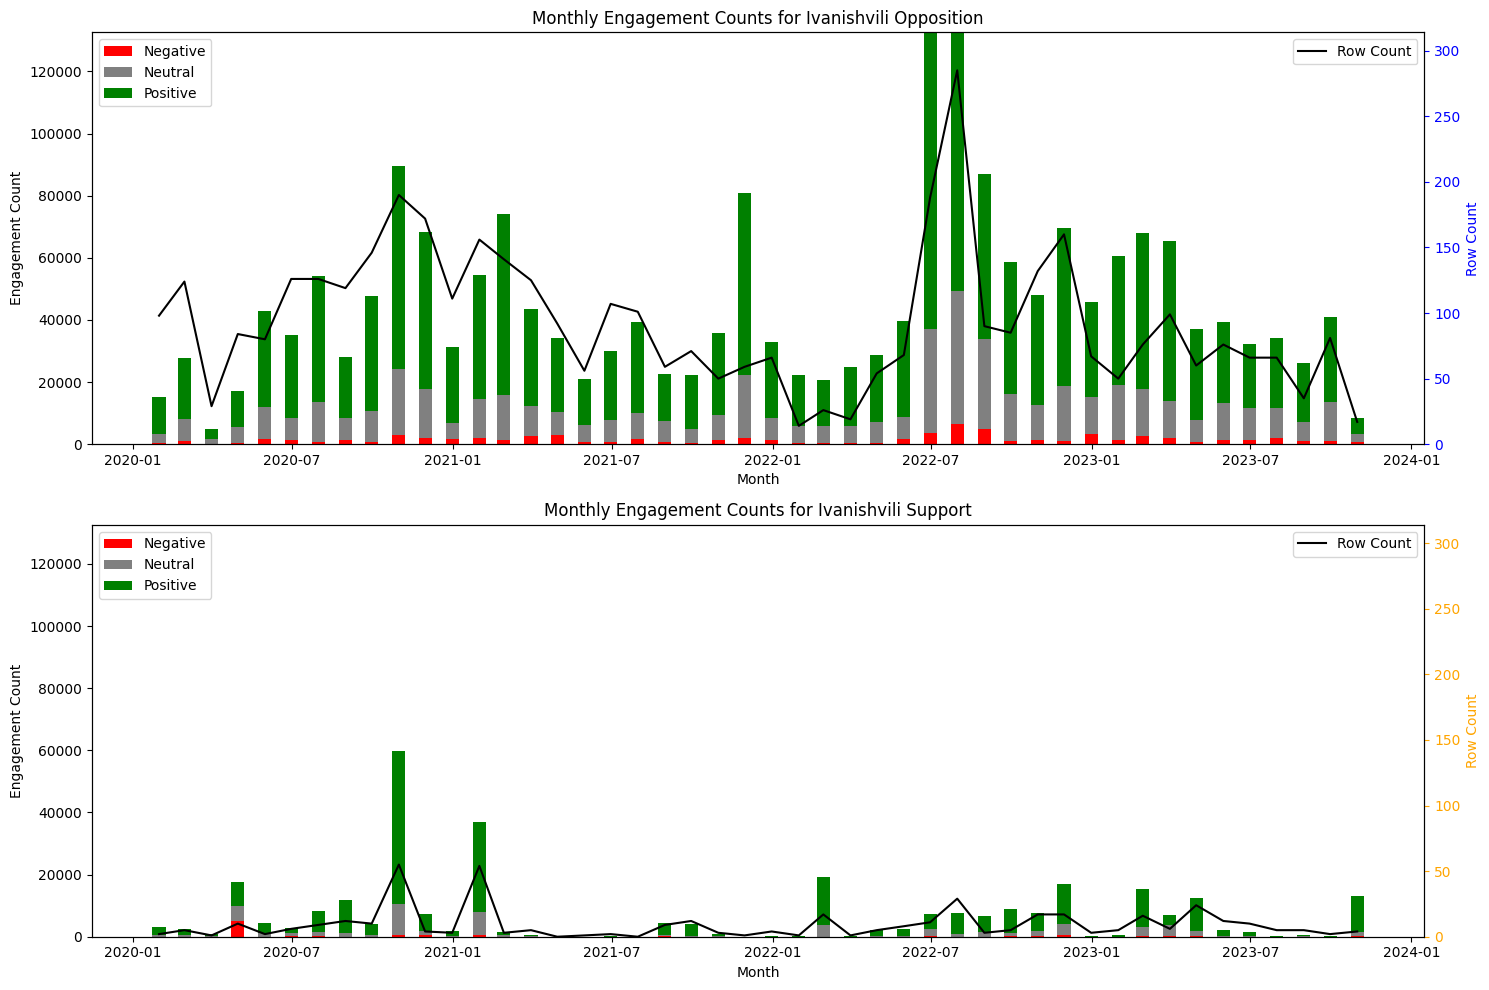 Monthly Engagement Counts for Ivanishvili Opposition
Negative
Neutral
Positive
Row Count
120000
100000
80000
60000
40000
20000
0
Engagement Count
300
250
200
150
100
50
0
Row Count
2020-01 2020-07 2021-01 2021-07 2022-01 2022-07 2023-01 2023-07 2024-01
Month
Monthly Engagement Counts for Ivanishvili Support
Negative
Neutral
Positive
Row Count
120000
100000
80000
60000
40000
20000
0
Engagement Count
300
250
200
150
100
50
0
Row Count
2020-01 2020-07 2021-01 2021-07 2022-01 2022-07 2023-01 2023-07 2024-01
Month